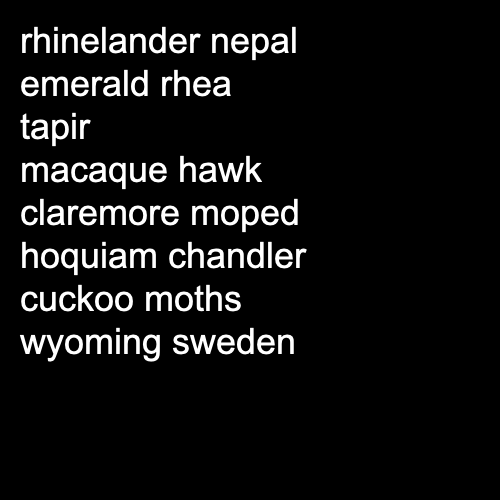 rhinelander nepal
emerald rhea
tapir
macaque hawk
claremore moped
hoquiam chandler
cuckoo moths
wyoming sweden